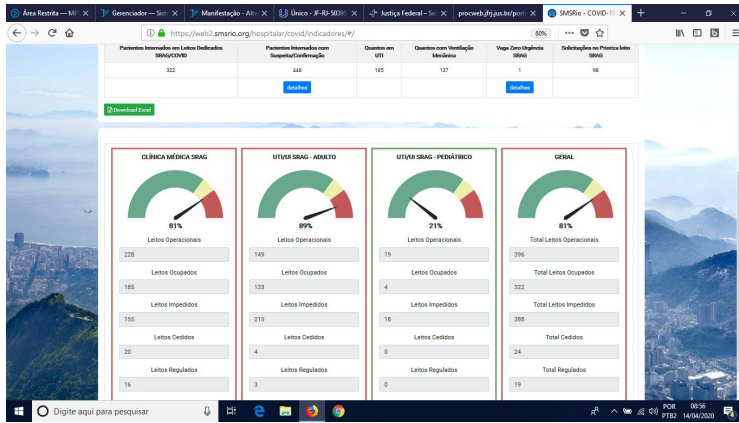 Área Restrita — MPF
Gerenciador — Siste
Manifestação - Alte
Único - JF-RJ-50395
Justiça Federal – Seç
procweb.jfrj.jus.br/port
SMSRio - COVID-19
https://web2.smsrio.org/hospitalar/covid/indicadores/#/
80%
Pacientes Internados em Leitos Dedicados SRAG/COVID
Pacientes Internados com Suspeita/Confirmação
Quantos em UTI
Quantos com Ventilação Mecânica
Vaga Zero Urgência SRAG
Solicitações no Prioriza leito SRAG
322 448 185 137 1 98
detalhes detalhes
Download Excel
CLÍNICA MÉDICA SRAG
81%
Leitos Operacionais
228
Leitos Ocupados
185
Leitos Impedidos
155
Leitos Cedidos
20
Leitos Regulados
16
UTI/UI SRAG - ADULTO
89%
Leitos Operacionais
149
Leitos Ocupados
133
Leitos Impedidos
215
Leitos Cedidos
4
Leitos Regulados
3
UTI/UI SRAG - PEDIÁTRICO
21%
Leitos Operacionais
19
Leitos Ocupados
4
Leitos Impedidos
18
Leitos Cedidos
0
Leitos Regulados
0
GERAL
81%
Total Leitos Operacionais
396
Total Leitos Ocupados
322
Total Leitos Impedidos
388
Total Cedidos
24
Total Regulados
19
Digite aqui para pesquisar
POR
PTB2
08:56
14/04/2020
4